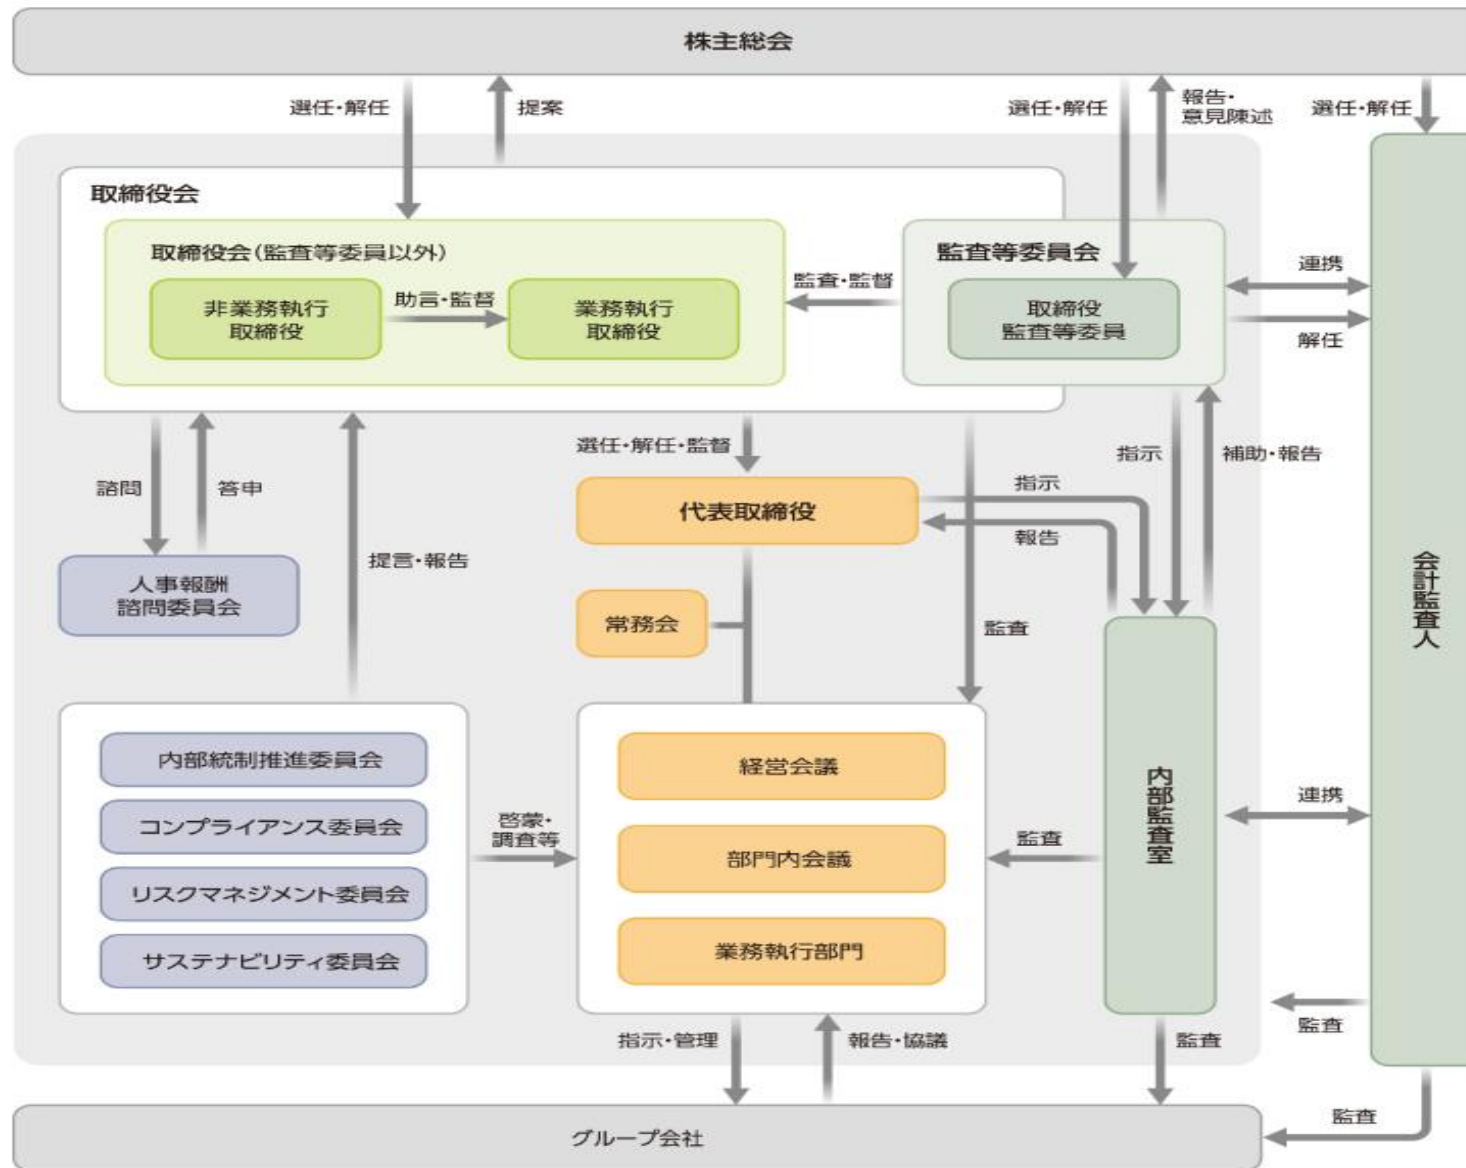 株主総会
選任・解任
提案
選任・解任
報告・
意見陳述
選任・解任
取締役会
取締役会(監査等委員以外)
非業務執行
取締役
助言・監督
業務執行
取締役
監査・監督
監査等委員会
取締役
監査等委員
連携
解任
選任・解任・監督
指示
補助・報告
諮問
答申
代表取締役
指示
報告
提言・報告
人事報酬
諮問委員会
常務会
監査
会計監査人
内部統制推進委員会
コンプライアンス委員会
リスクマネジメント委員会
サステナビリティ委員会
啓蒙・
調査等
経営会議
部門内会議
業務執行部門
監査
内部監査室
連携
監査
指示・管理
報告・協議
監査
監査
グループ会社